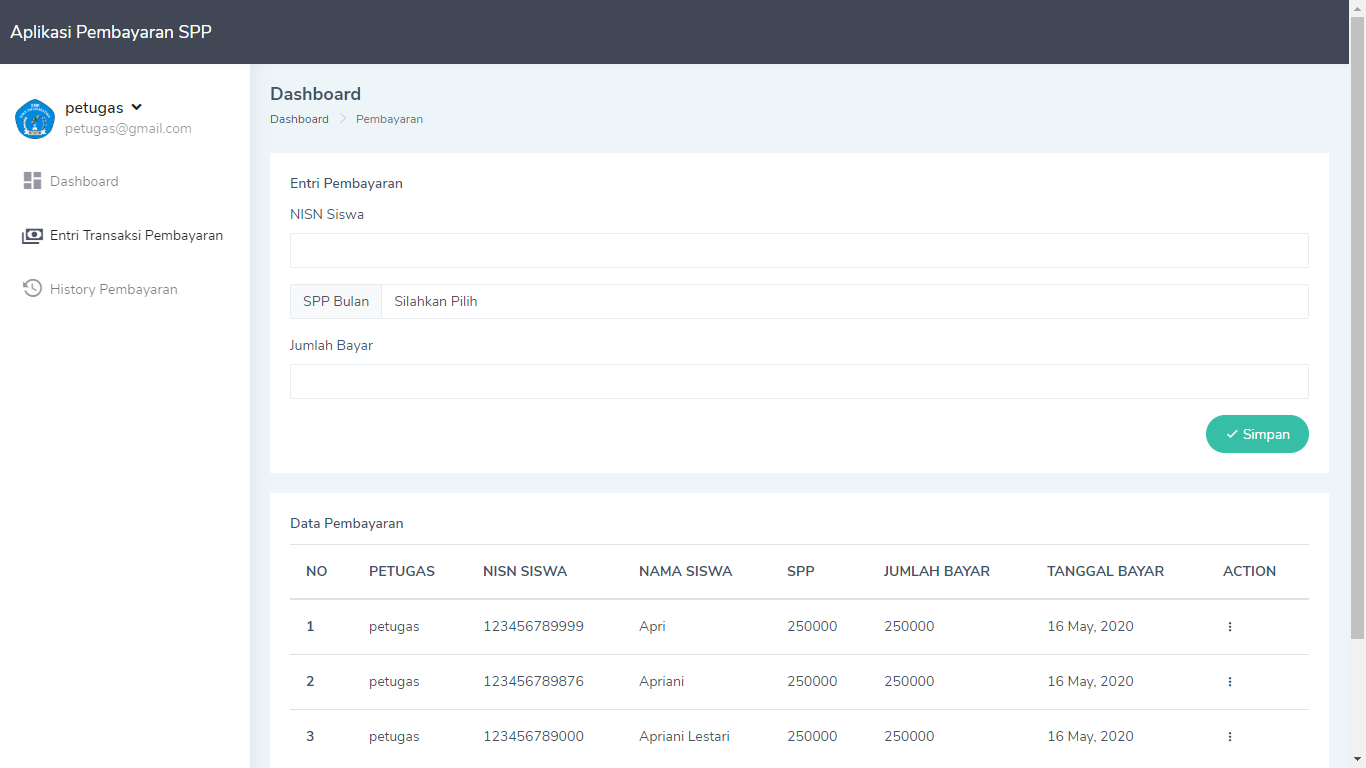 Aplikasi Pembayaran SPP
petugas
petugas@gmail.com
Dashboard
Entri Transaksi Pembayaran
History Pembayaran
Dashboard
Dashboard Pembayaran
Entri Pembayaran
NISN Siswa
SPP Bulan Silahkan Pilih
Jumlah Bayar
Simpan
Data Pembayaran
NO PETUGAS NISN SISWA NAMA SISWA SPP JUMLAH BAYAR TANGGAL BAYAR ACTION
1 petugas 123456789999 Apri 250000 250000 16 May, 2020
2 petugas 123456789876 Apriani 250000 250000 16 May, 2020
3 petugas 123456789000 Apriani Lestari 250000 250000 16 May, 2020